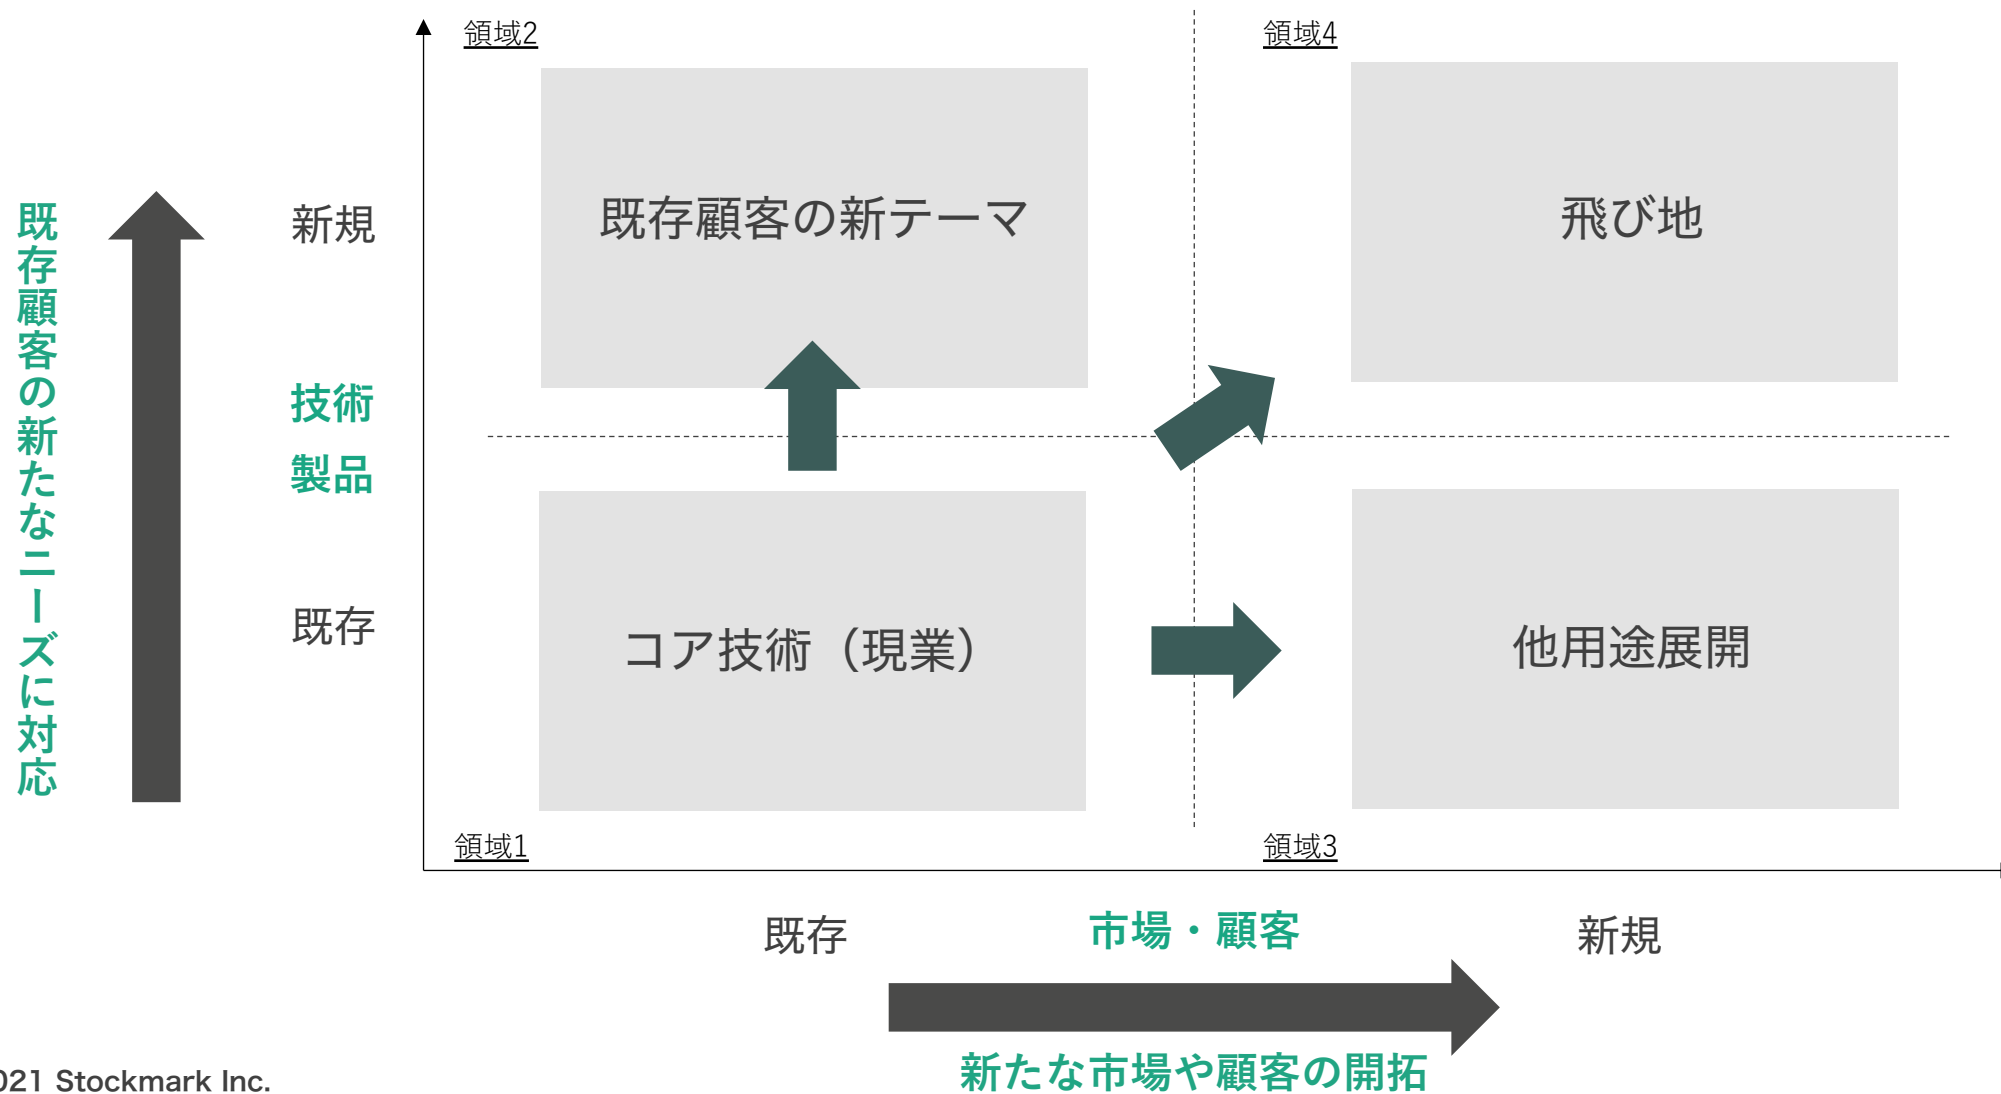 領域2
領域4
既存顧客の新たなニーズに対応
新規
既存顧客の新テーマ
飛び地
技術
製品
既存
コア技術（現業）
他用途展開
領域1
領域3
既存
市場・顧客
新規
新たな市場や顧客の開拓
021 Stockmark Inc.